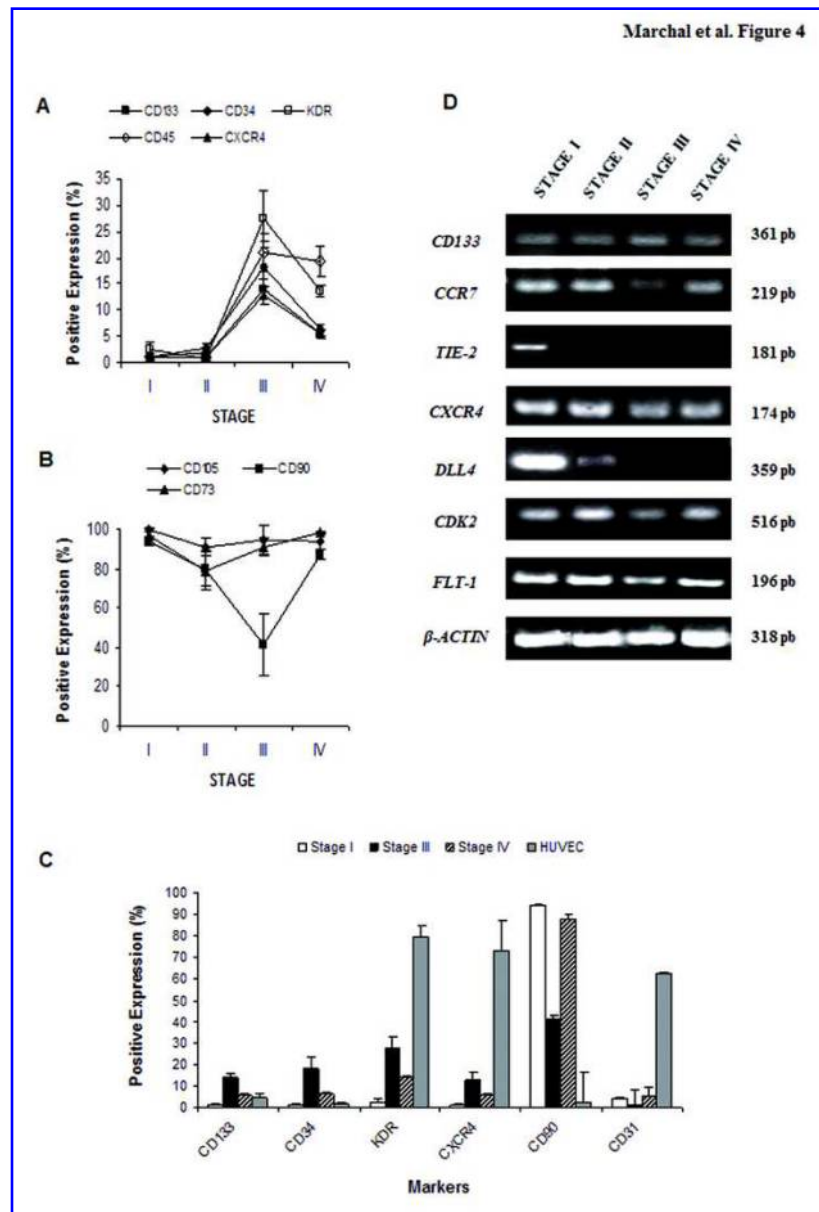 Marchal et al. Figure 4
A
CD133 CD34 KDR
CD45 CXCR4
Positive Expression (%)
35
30
25
20
15
10
5
0
I II III IV
STAGE
B
CD105 CD90
CD73
Positive Expression (%)
100
80
60
40
20
0
I II III IV
STAGE
D
STAGE I STAGE II STAGE III STAGE IV
CD133 361 pb
CCR7 219 pb
TIE-2 181 pb
CXCR4 174 pb
DLL4 359 pb
CDK2 516 pb
FLT-1 196 pb
β-ACTIN 318 pb
C
Stage I Stage III Stage IV HUVEC
Positive Expression (%)
100
90
80
70
60
50
40
30
20
10
0
CD133 CD34 KDR CXCR4 CD90 CD31
Markers